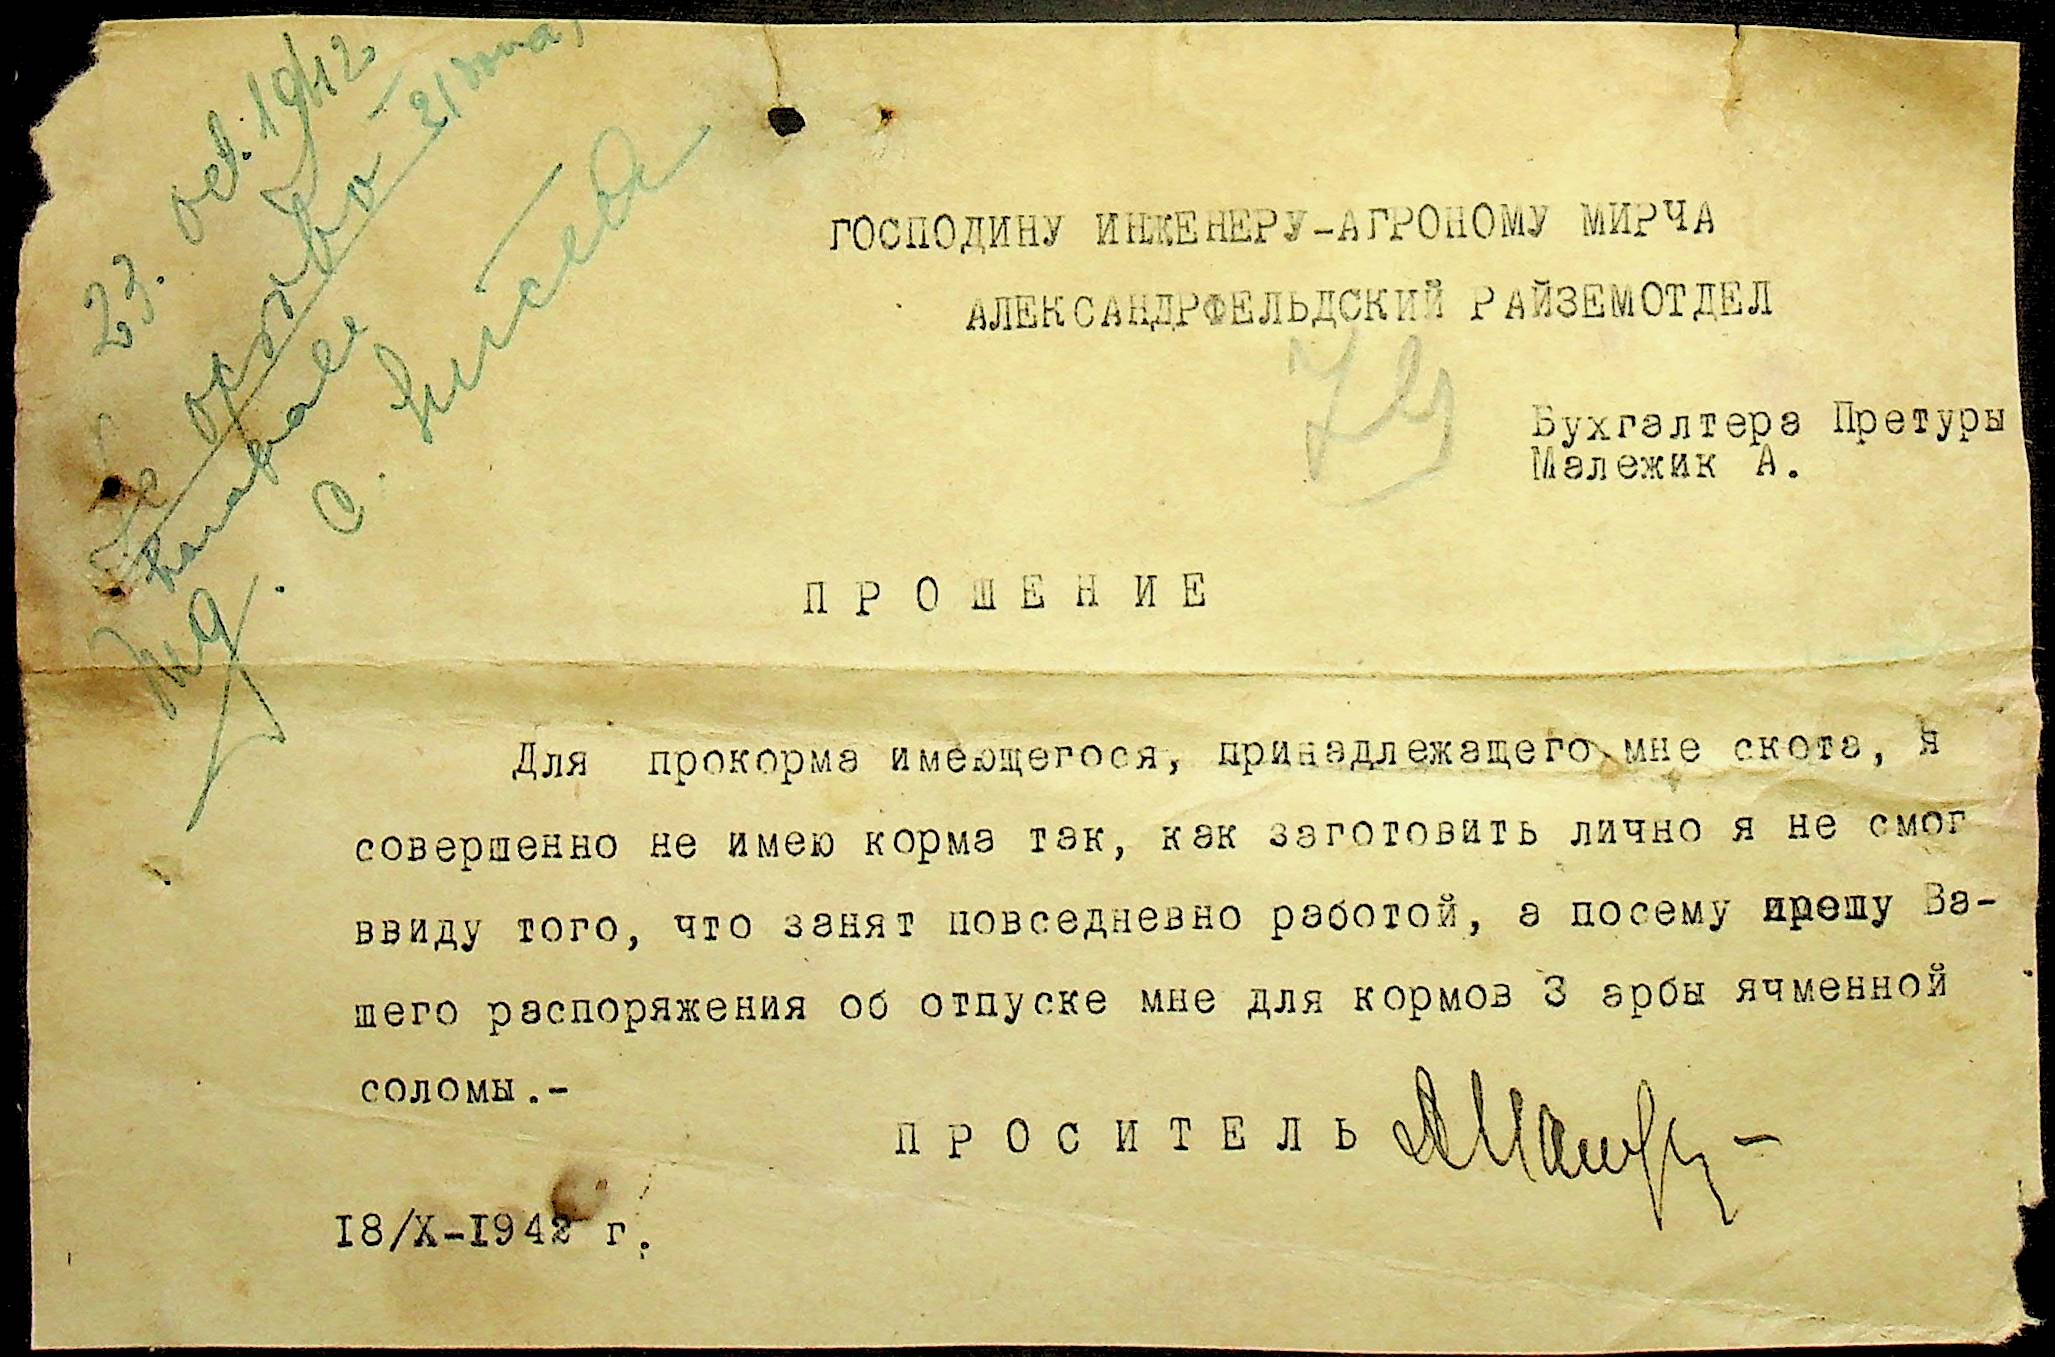 23. oct. 1942
ГОСПОДИНУ ИНЖЕНЕРУ-АГРОНОМУ МИРЧА
АЛЕКСАНДРФЕЛЬДСКИЙ РАЙЗЕМОТДЕЛ
Бухгалтера Претуры
Малежик А.
ПРОШЕНИЕ
Для прокорма имеющегося, принадлежащего мне скота, я
совершенно не имею корма так, как заготовить лично я не смог
ввиду того, что занят повседневно работой, а посему прошу Ва-
шего распоряжения об отпуске мне для кормов 3 арбы ячменной
соломы.-
ПРОСИТЕЛЬ
18/X-1942 г.